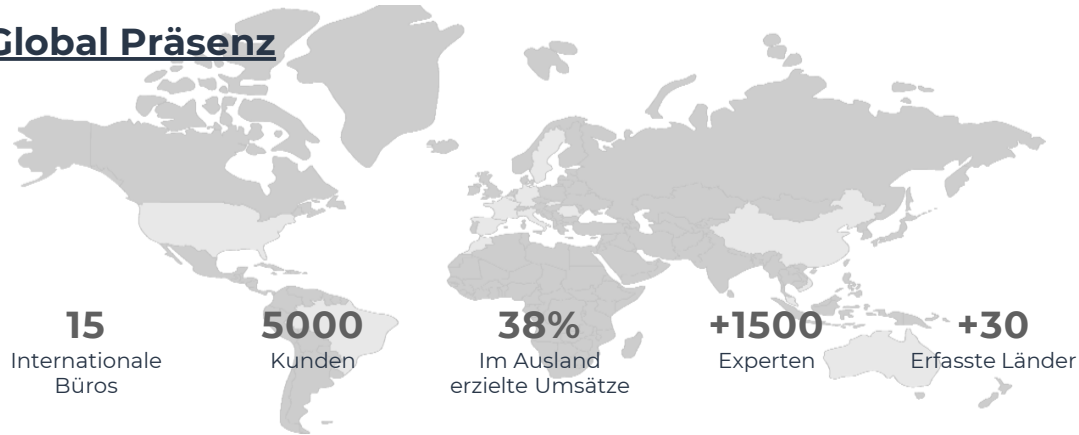 Global Präsenz
15
Internationale
Büros
5000
Kunden
38%
Im Ausland
erzielte Umsätze
+1500
Experten
+30
Erfasste Länder